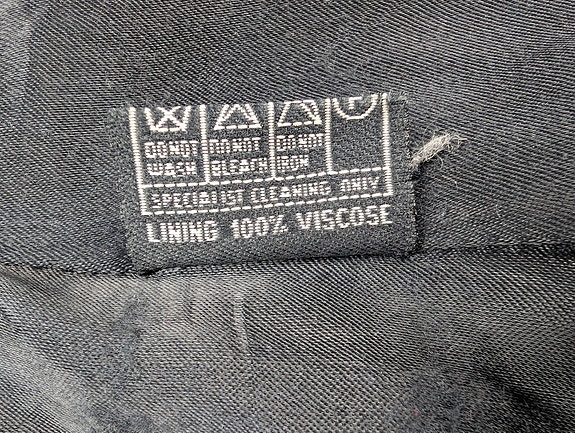 P
DO NOT WASH DO NOT BLEACH DO NOT IRON
SPECIALIST CLEANING ONLY
LINING 100% VISCOSE